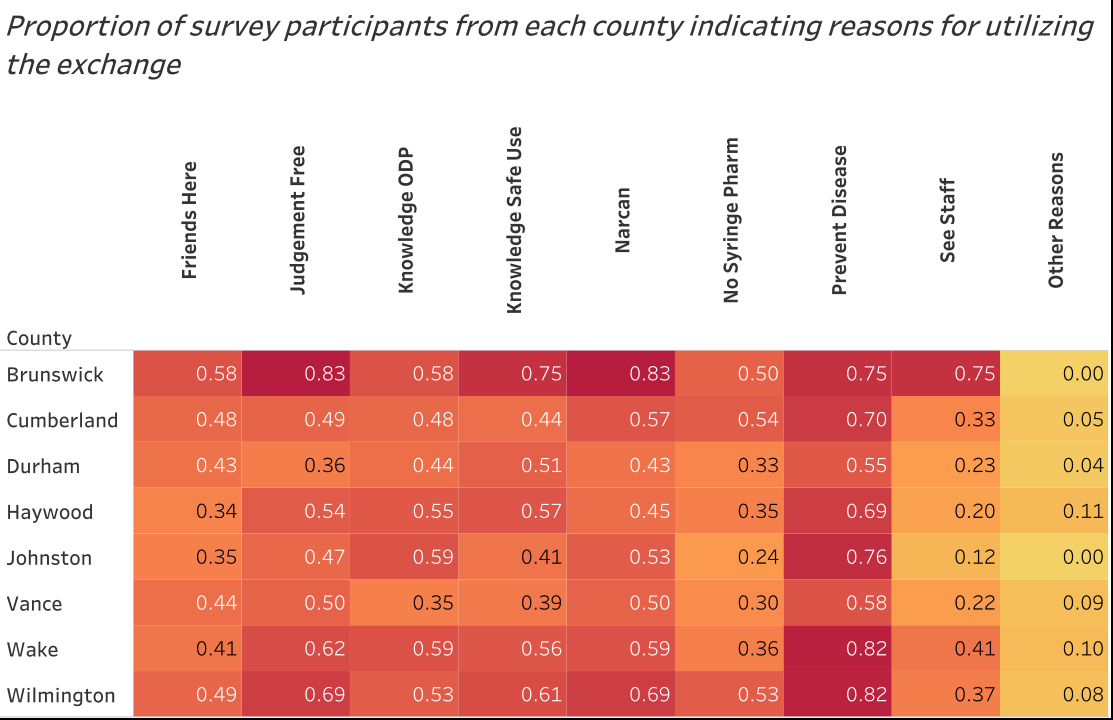 Proportion of survey participants from each county indicating reasons for utilizing
the exchange
Friends Here
Judgement Free
Knowledge ODP
Knowledge Safe Use
Narcan
No Syringe Pharm
Prevent Disease
See Staff
Other Reasons
County
Brunswick 0.58 0.83 0.58 0.75 0.83 0.50 0.75 0.75 0.00
Cumberland 0.48 0.49 0.48 0.44 0.57 0.54 0.70 0.33 0.05
Durham 0.43 0.36 0.44 0.51 0.43 0.33 0.55 0.23 0.04
Haywood 0.34 0.54 0.55 0.57 0.45 0.35 0.69 0.20 0.11
Johnston 0.35 0.47 0.59 0.41 0.53 0.24 0.76 0.12 0.00
Vance 0.44 0.50 0.35 0.39 0.50 0.30 0.58 0.22 0.09
Wake 0.41 0.62 0.59 0.56 0.59 0.36 0.82 0.41 0.10
Wilmington 0.49 0.69 0.53 0.61 0.69 0.53 0.82 0.37 0.08